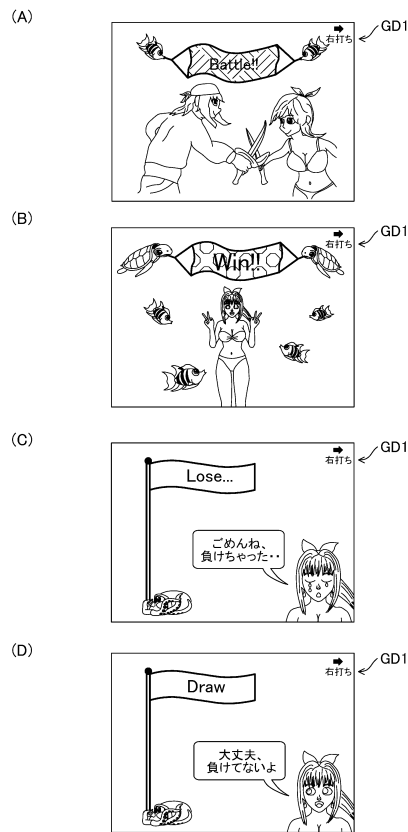 (A)
GD1
右打ち
Battle!!
(B)
GD1
右打ち
Win!!
(C)
GD1
右打ち
Lose...
ごめんね、
負けちゃった・・
(D)
GD1
右打ち
Draw
大丈夫、
負けてないよ